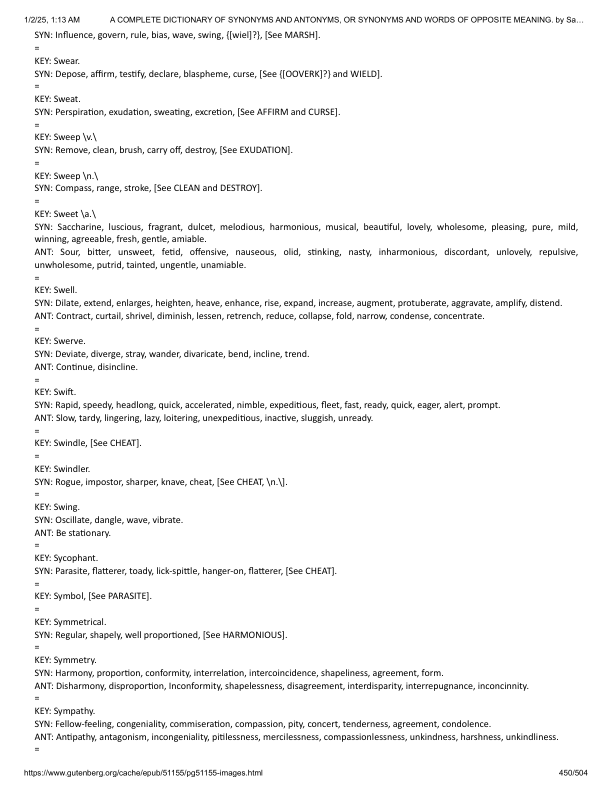 1/2/25, 1:13 AM A COMPLETE DICTIONARY OF SYNONYMS AND ANTONYMS, OR SYNONYMS AND WORDS OF OPPOSITE MEANING. by Sa…
SYN: Influence, govern, rule, bias, wave, swing, {[wiel]?}, [See MARSH].
=
KEY: Swear.
SYN: Depose, affirm, testify, declare, blaspheme, curse, [See {[OOVERK]?} and WIELD].
=
KEY: Sweat.
SYN: Perspiration, exudation, sweating, excretion, [See AFFIRM and CURSE].
=
KEY: Sweep \v.\
SYN: Remove, clean, brush, carry off, destroy, [See EXUDATION].
=
KEY: Sweep \n.\
SYN: Compass, range, stroke, [See CLEAN and DESTROY].
=
KEY: Sweet \a.\
SYN: Saccharine, luscious, fragrant, dulcet, melodious, harmonious, musical, beautiful, lovely, wholesome, pleasing, pure, mild,
winning, agreeable, fresh, gentle, amiable.
ANT: Sour, bitter, unsweet, fetid, offensive, nauseous, olid, stinking, nasty, inharmonious, discordant, unlovely, repulsive,
unwholesome, putrid, tainted, ungentle, unamiable.
=
KEY: Swell.
SYN: Dilate, extend, enlarges, heighten, heave, enhance, rise, expand, increase, augment, protuberate, aggravate, amplify, distend.
ANT: Contract, curtail, shrivel, diminish, lessen, retrench, reduce, collapse, fold, narrow, condense, concentrate.
=
KEY: Swerve.
SYN: Deviate, diverge, stray, wander, divaricate, bend, incline, trend.
ANT: Continue, disincline.
=
KEY: Swift.
SYN: Rapid, speedy, headlong, quick, accelerated, nimble, expeditious, fleet, fast, ready, quick, eager, alert, prompt.
ANT: Slow, tardy, lingering, lazy, loitering, unexpeditious, inactive, sluggish, unready.
=
KEY: Swindle, [See CHEAT].
=
KEY: Swindler.
SYN: Rogue, impostor, sharper, knave, cheat, [See CHEAT, \n.\].
=
KEY: Swing.
SYN: Oscillate, dangle, wave, vibrate.
ANT: Be stationary.
=
KEY: Sycophant.
SYN: Parasite, flatterer, toady, lick-spittle, hanger-on, flatterer, [See CHEAT].
=
KEY: Symbol, [See PARASITE].
=
KEY: Symmetrical.
SYN: Regular, shapely, well proportioned, [See HARMONIOUS].
=
KEY: Symmetry.
SYN: Harmony, proportion, conformity, interrelation, intercoincidence, shapeliness, agreement, form.
ANT: Disharmony, disproportion, Inconformity, shapelessness, disagreement, interdisparity, interrepugnance, inconcinnity.
=
KEY: Sympathy.
SYN: Fellow-feeling, congeniality, commiseration, compassion, pity, concert, tenderness, agreement, condolence.
ANT: Antipathy, antagonism, incongeniality, pitilessness, mercilessness, compassionlessness, unkindness, harshness, unkindliness.
=
https://www.gutenberg.org/cache/epub/51155/pg51155-images.html 450/504